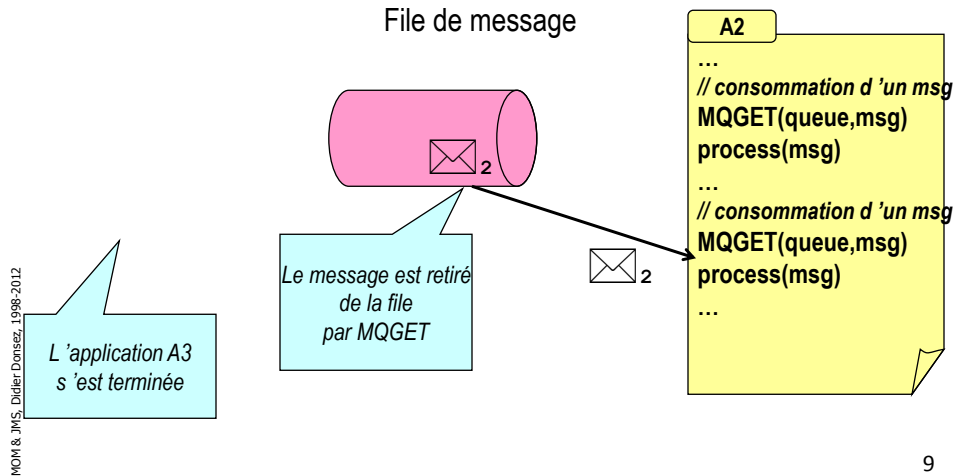 File de message
A2
…
// consommation d ’un msg
MQGET(queue,msg)
process(msg)
…
// consommation d ’un msg
MQGET(queue,msg)
process(msg)
…
2
2
Le message est retiré
de la file
par MQGET
L ’application A3
s ’est terminée
MOM & JMS, Didier Donsez, 1998-2012
9